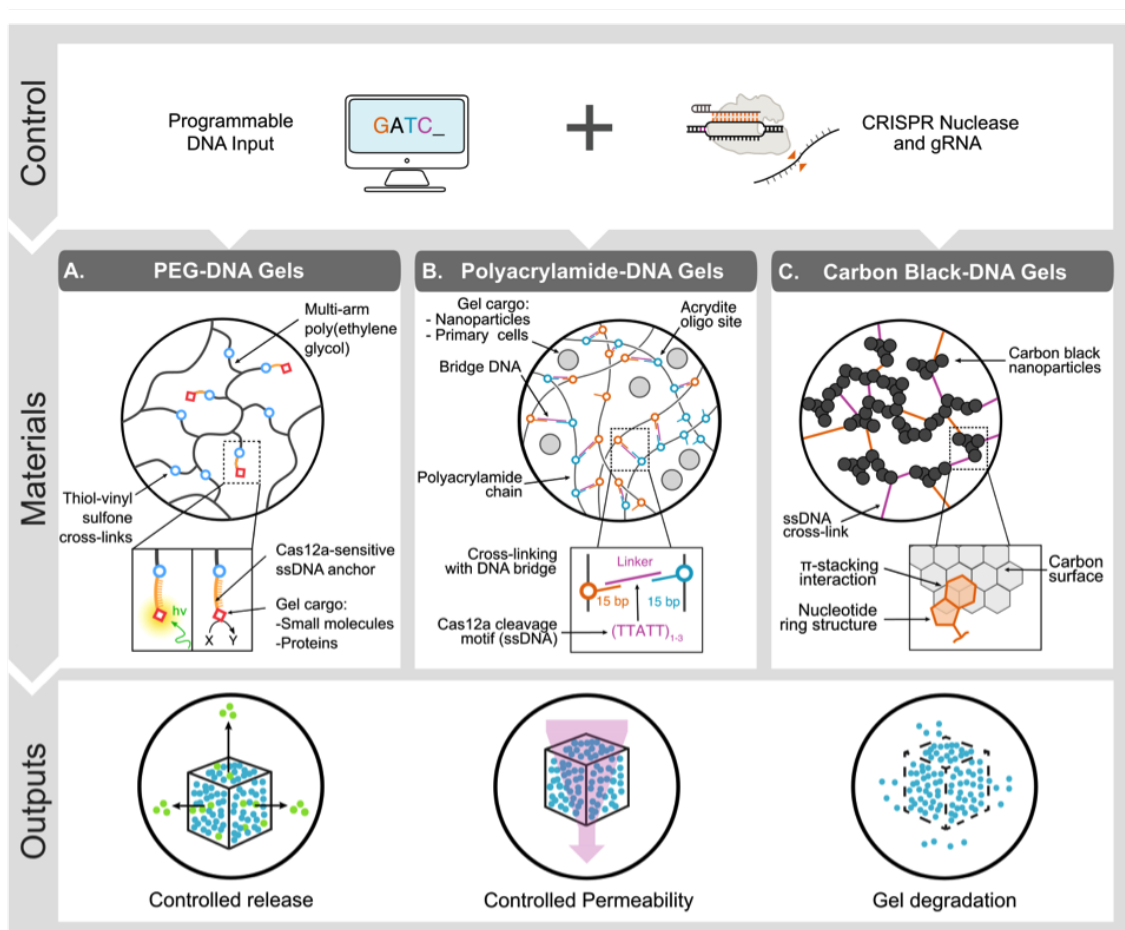 Control
Programmable
DNA Input
GATC_
+
CRISPR Nuclease
and gRNA
Materials
A. PEG-DNA Gels
Multi-arm
poly(ethylene
glycol)
Thiol-vinyl
sulfone
cross-links
Cas12a-sensitive
ssDNA anchor
hv
Gel cargo:
-Small molecules
-Proteins
X Y
B. Polyacrylamide-DNA Gels
Gel cargo:
- Nanoparticles
- Primary cells
Acrydite
oligo site
Bridge DNA
Polyacrylamide
chain
Cross-linking
with DNA bridge
Linker
15 bp 15 bp
Cas12a cleavage
motif (ssDNA)
(TTATT)1-3
C. Carbon Black-DNA Gels
Carbon black
nanoparticles
ssDNA
cross-link
π-stacking
interaction
Carbon
surface
Nucleotide
ring structure
Outputs
Controlled release
Controlled Permeability
Gel degradation